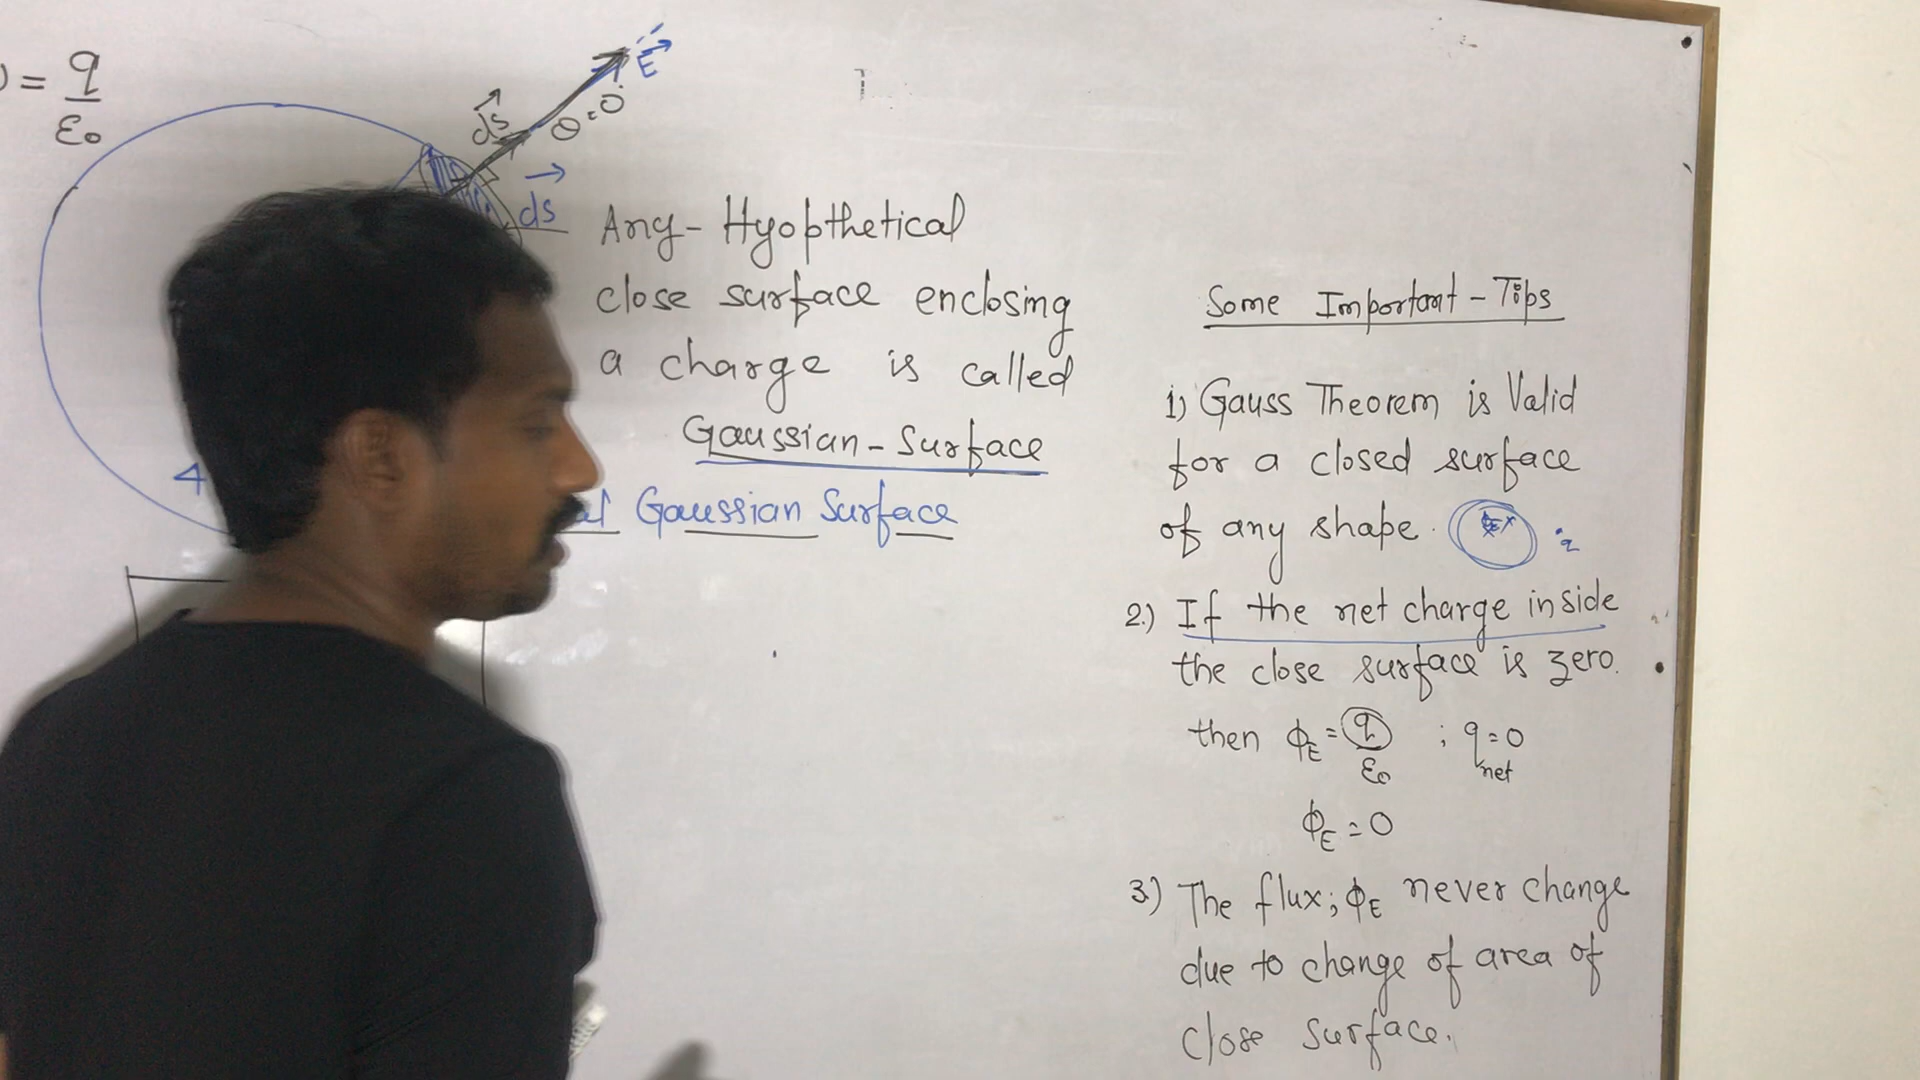 = q
ε₀
E
ds
θ=0
ds
Any-Hyopthetical
close surface enclosing
a charge is called
Gaussian-Surface
Gaussian Surface
4
Some Important-Tips
1) Gauss Theorem is Valid
for a closed surface
of any shape.
q
2.) If the net charge inside
the close surface is zero.
then ϕE = q ; q = 0
ε₀ net
ϕE = 0
3.) The flux; ϕE never change
due to change of area of
close surface.